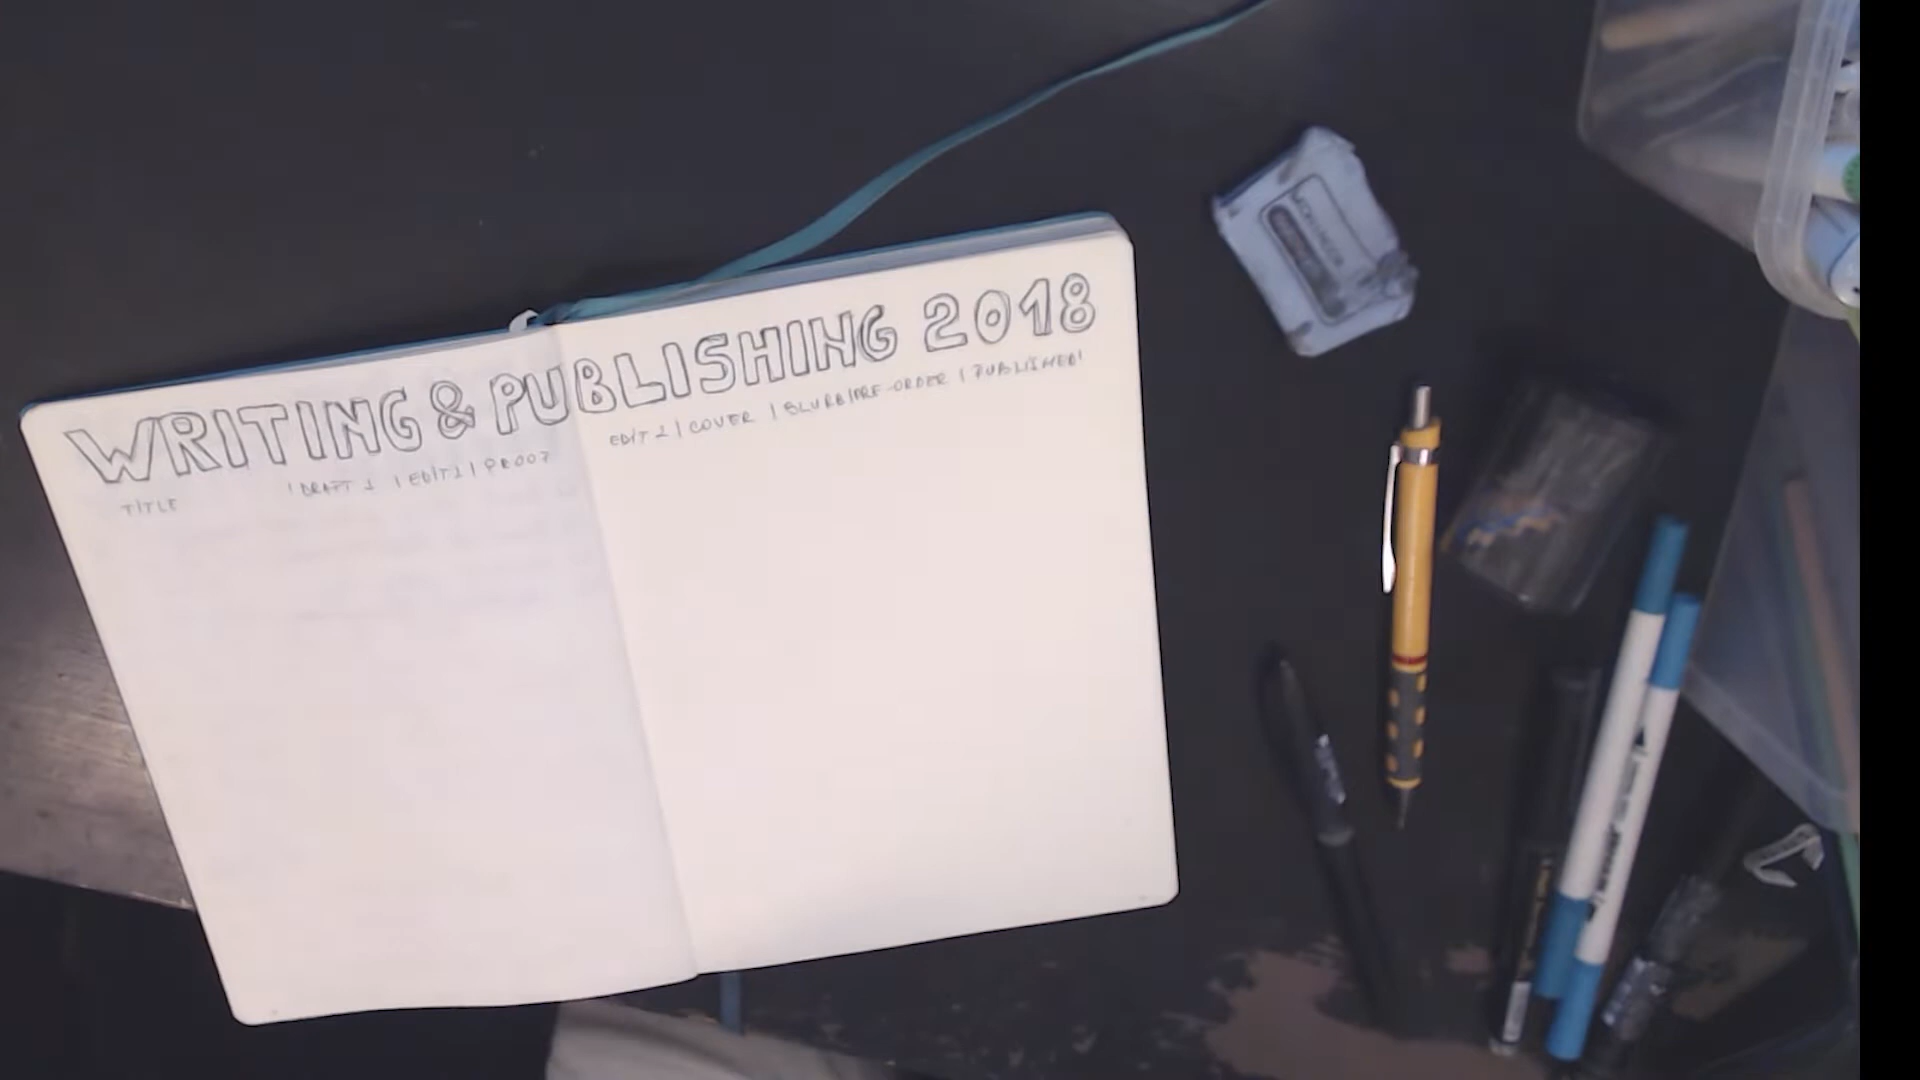 WRITING & PUBLISHING 2018
TITLE | DRAFT 1 | EDIT 1 | PROOF
EDIT 2 | COVER | BLURB/PRE-ORDER | PUBLISHED!